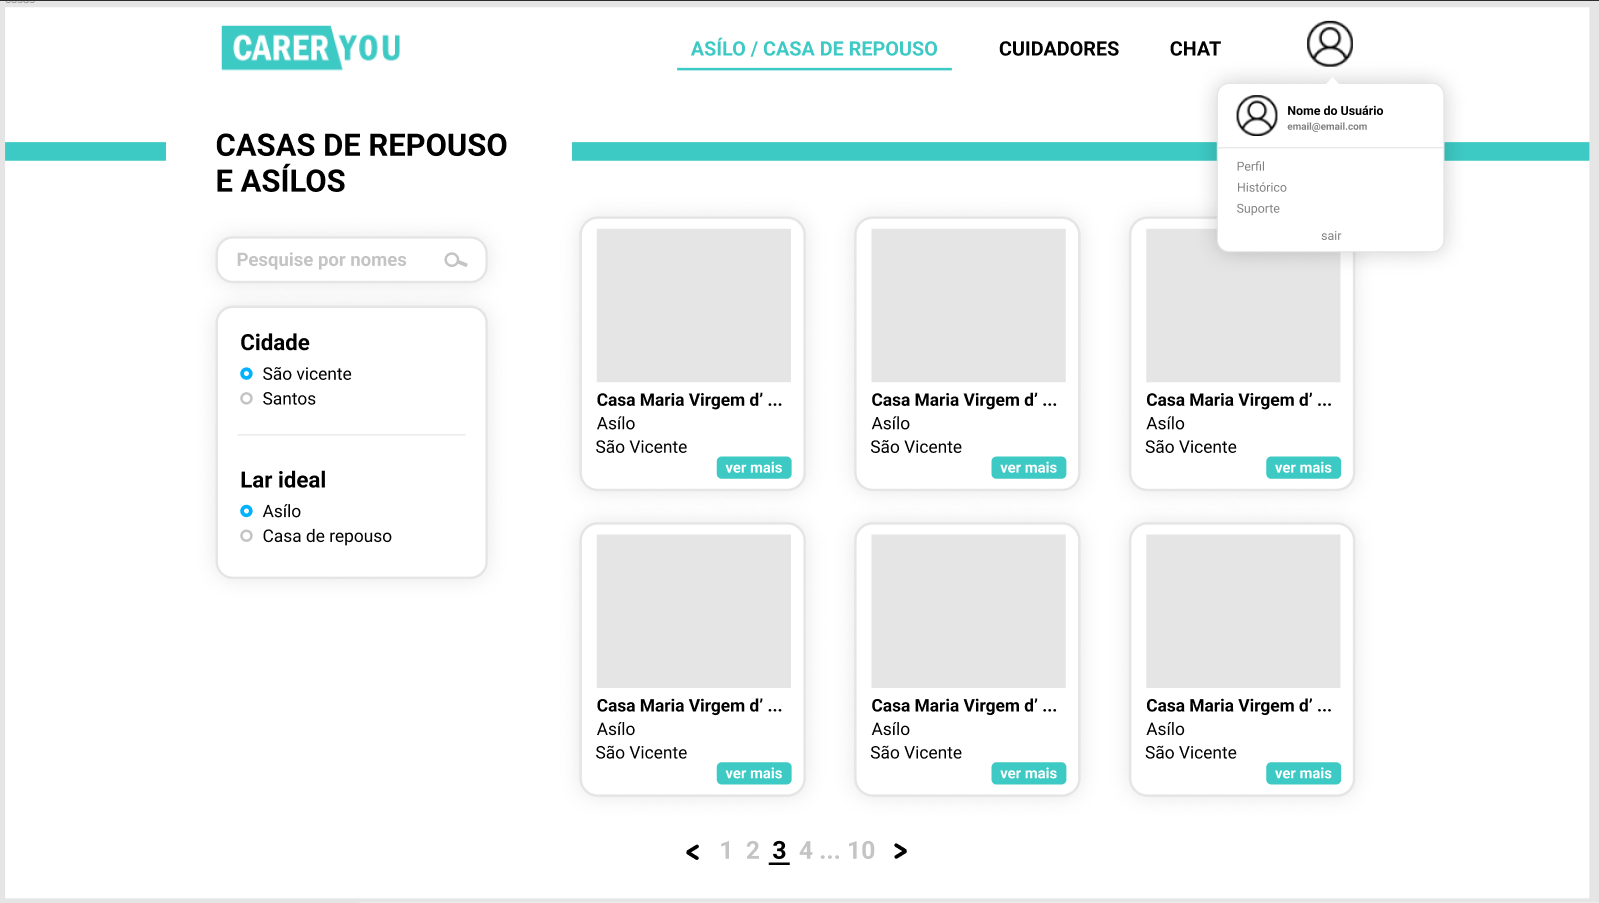 CARER YOU
ASÍLO / CASA DE REPOUSO
CUIDADORES
CHAT
Nome do Usuário
email@email.com
Perfil
Histórico
Suporte
sair
CASAS DE REPOUSO
E ASÍLOS
Pesquise por nomes
Cidade
São vicente
Santos
Lar ideal
Asílo
Casa de repouso
Casa Maria Virgem d’ ...
Asílo
São Vicente
ver mais
Casa Maria Virgem d’ ...
Asílo
São Vicente
ver mais
Casa Maria Virgem d’ ...
Asílo
São Vicente
ver mais
Casa Maria Virgem d’ ...
Asílo
São Vicente
ver mais
Casa Maria Virgem d’ ...
Asílo
São Vicente
ver mais
Casa Maria Virgem d’ ...
Asílo
São Vicente
ver mais
< 1 2 3 4 ... 10 >